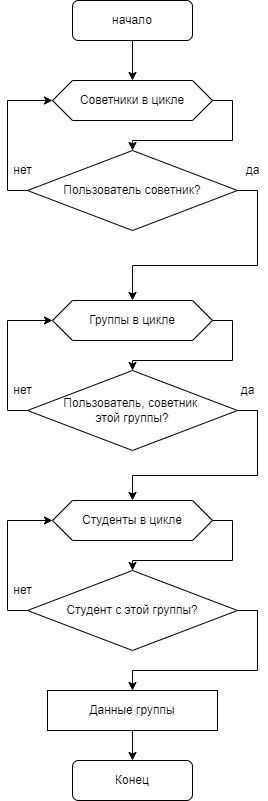 начало
Советники в цикле
нет
да
Пользователь советник?
Группы в цикле
нет
да
Пользователь, советник
этой группы?
Студенты в цикле
нет
Студент с этой группы?
Данные группы
Конец